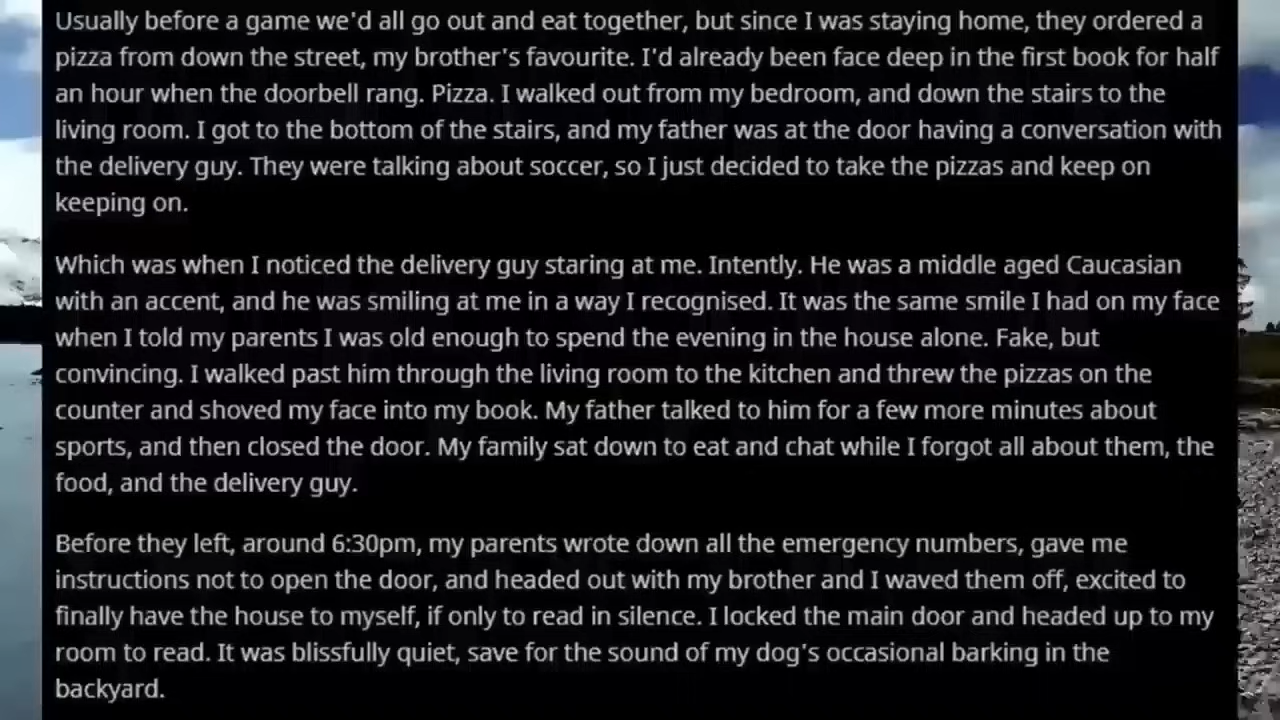 Usually before a game we'd all go out and eat together, but since I was staying home, they ordered a
pizza from down the street, my brother's favourite. I'd already been face deep in the first book for half
an hour when the doorbell rang. Pizza. I walked out from my bedroom, and down the stairs to the
living room. I got to the bottom of the stairs, and my father was at the door having a conversation with
the delivery guy. They were talking about soccer, so I just decided to take the pizzas and keep on
keeping on.
Which was when I noticed the delivery guy staring at me. Intently. He was a middle aged Caucasian
with an accent, and he was smiling at me in a way I recognised. It was the same smile I had on my face
when I told my parents I was old enough to spend the evening in the house alone. Fake, but
convincing. I walked past him through the living room to the kitchen and threw the pizzas on the
counter and shoved my face into my book. My father talked to him for a few more minutes about
sports, and then closed the door. My family sat down to eat and chat while I forgot all about them, the
food, and the delivery guy.
Before they left, around 6:30pm, my parents wrote down all the emergency numbers, gave me
instructions not to open the door, and headed out with my brother and I waved them off, excited to
finally have the house to myself, if only to read in silence. I locked the main door and headed up to my
room to read. It was blissfully quiet, save for the sound of my dog's occasional barking in the
backyard.